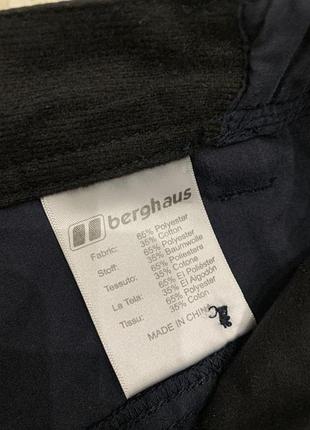 berghaus
Fabric: 65% Polyester
35% Cotton
Stoff: 65% Polyester
35% Baumwolle
Tessuto: 65% Poliestere
35% Cotone
La Tela: 65% El Poliéster
35% El Algodón
Tissu: 65% Polyester
35% Coton
MADE IN CHINA